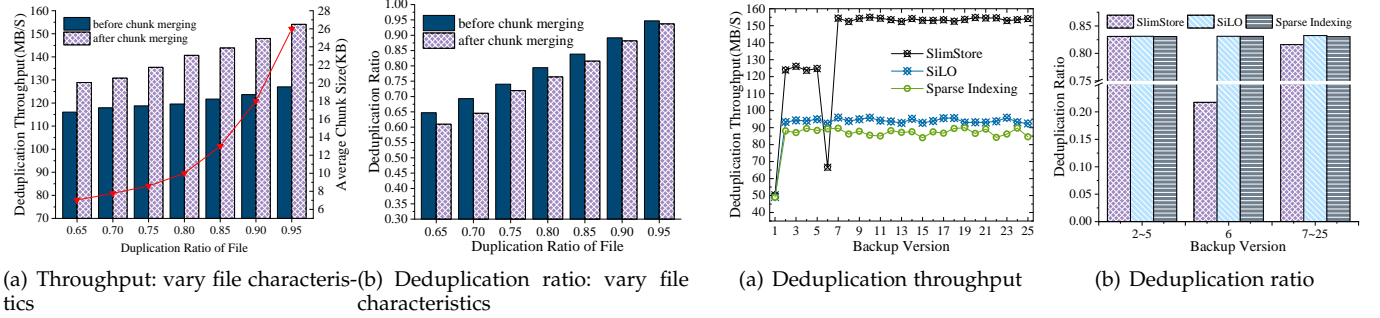 160
150
140
130
120
110
100
90
80
70
Deduplication Throughput(MB/S)
before chunk merging
after chunk merging
28
26
24
22
20
18
16
14
12
10
8
6
Average Chunk Size(KB)
0.65 0.70 0.75 0.80 0.85 0.90 0.95
Duplication Ratio of File
(a) Throughput: vary file characteris-
tics
1.00
0.95
0.90
0.85
0.80
0.75
0.70
0.65
0.60
0.55
0.50
0.45
0.40
0.35
0.30
Deduplication Ratio
before chunk merging
after chunk merging
0.65 0.70 0.75 0.80 0.85 0.90 0.95
Duplication Ratio of File
(b) Deduplication ratio: vary file
characteristics
160
150
140
130
120
110
100
90
80
70
60
50
40
Deduplication Throughput(MB/S)
SlimStore
SiLO
Sparse Indexing
1 3 5 7 9 11 13 15 17 19 21 23 25
Backup Version
(a) Deduplication throughput
SlimStore SiLO Sparse Indexing
0.85
0.80
0.75
0.20
0.15
0.10
0.05
0.00
Deduplication Ratio
2~5 6 7~25
Backup Version
(b) Deduplication ratio